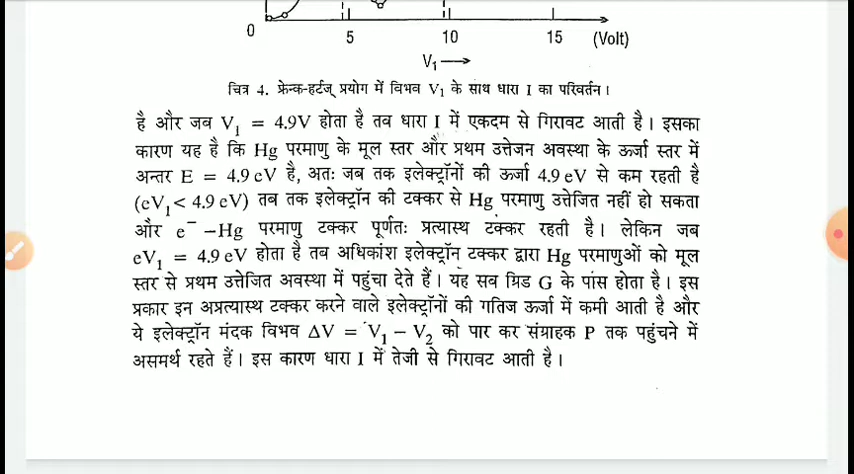 0
5
10
15
(Volt)
V₁ →
चित्र 4. फ्रेन्क-हर्टज् प्रयोग में विभव V₁ के साथ धारा I का परिवर्तन।
है और जब V₁ = 4.9V होता है तब धारा I में एकदम से गिरावट आती है। इसका
कारण यह है कि Hg परमाणु के मूल स्तर और प्रथम उत्तेजन अवस्था के ऊर्जा स्तर में
अन्तर E = 4.9 eV है, अतः जब तक इलेक्ट्रॉनों की ऊर्जा 4.9 eV से कम रहती है
(eV₁ < 4.9 eV) तब तक इलेक्ट्रॉन की टक्कर से Hg परमाणु उत्तेजित नहीं हो सकता
और e⁻ –Hg परमाणु टक्कर पूर्णतः प्रत्यास्थ टक्कर रहती है। लेकिन जब
eV₁ = 4.9 eV होता है तब अधिकांश इलेक्ट्रॉन टक्कर द्वारा Hg परमाणुओं को मूल
स्तर से प्रथम उत्तेजित अवस्था में पहुंचा देते हैं। यह सब ग्रिड G के पास होता है। इस
प्रकार इन अप्रत्यास्थ टक्कर करने वाले इलेक्ट्रॉनों की गतिज ऊर्जा में कमी आती है और
ये इलेक्ट्रॉन मंदक विभव ΔV = V₁ – V₂ को पार कर संग्राहक P तक पहुंचने में
असमर्थ रहते हैं। इस कारण धारा I में तेजी से गिरावट आती है।